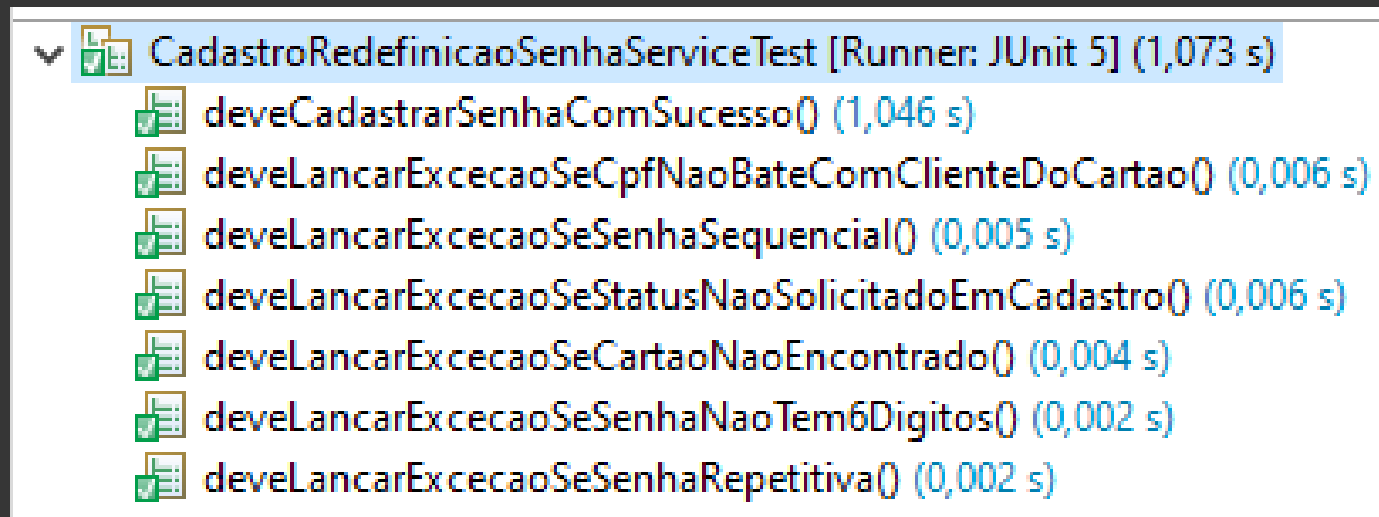 CadastroRedefinicaoSenhaServiceTest [Runner: JUnit 5] (1,073 s)
deveCadastrarSenhaComSucesso() (1,046 s)
deveLancarExcecaoSeCpfNaoBateComClienteDoCartao() (0,006 s)
deveLancarExcecaoSeSenhaSequencial() (0,005 s)
deveLancarExcecaoSeStatusNaoSolicitadoEmCadastro() (0,006 s)
deveLancarExcecaoSeCartaoNaoEncontrado() (0,004 s)
deveLancarExcecaoSeSenhaNaoTem6Digitos() (0,002 s)
deveLancarExcecaoSeSenhaRepetitiva() (0,002 s)